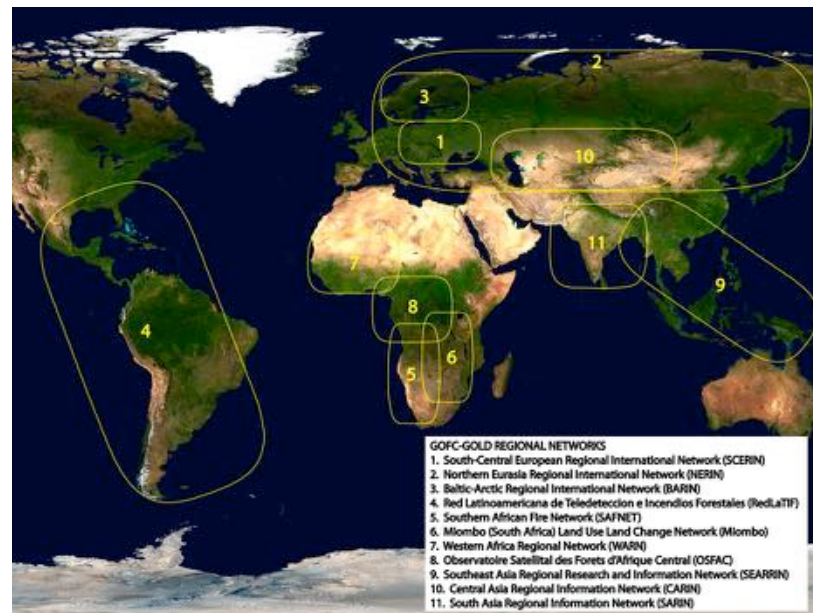 2
3
1
10
11
7
9
8
4
6
5
GOFC-GOLD REGIONAL NETWORKS
1. South-Central European Regional International Network (SCERIN)
2. Northern Eurasia Regional International Network (NERIN)
3. Baltic-Arctic Regional International Network (BARIN)
4. Red Latinoamericana de Teledeteccion e Incendios Forestales (RedLaTIF)
5. Southern African Fire Network (SAFNET)
6. Miombo (South Africa) Land Use Land Change Network (Miombo)
7. Western Africa Regional Network (WARN)
8. Observatoire Satellital des Forets d'Afrique Central (OSFAC)
9. Southeast Asia Regional Research and Information Network (SEARRIN)
10. Central Asia Regional Information Network (CARIN)
11. South Asia Regional Information Network (SARIN)